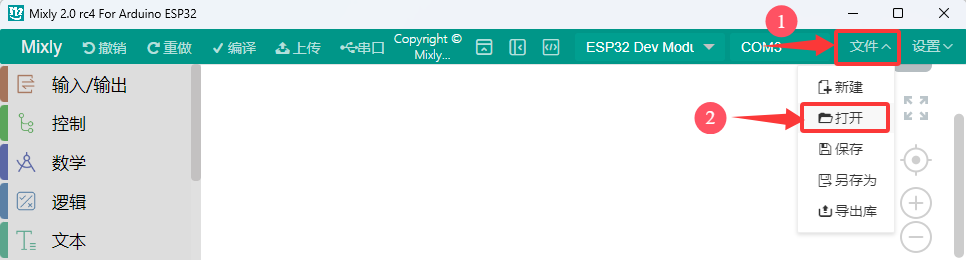 Mixly 2.0 rc4 For Arduino ESP32
1
Mixly 撤销 重做 编译 上传 串口 Copyright © Mixly... ESP32 Dev Modu COM3 文件 设置
输入/输出
新建
2
打开
控制
保存
数学
另存为
逻辑
导出库
文本